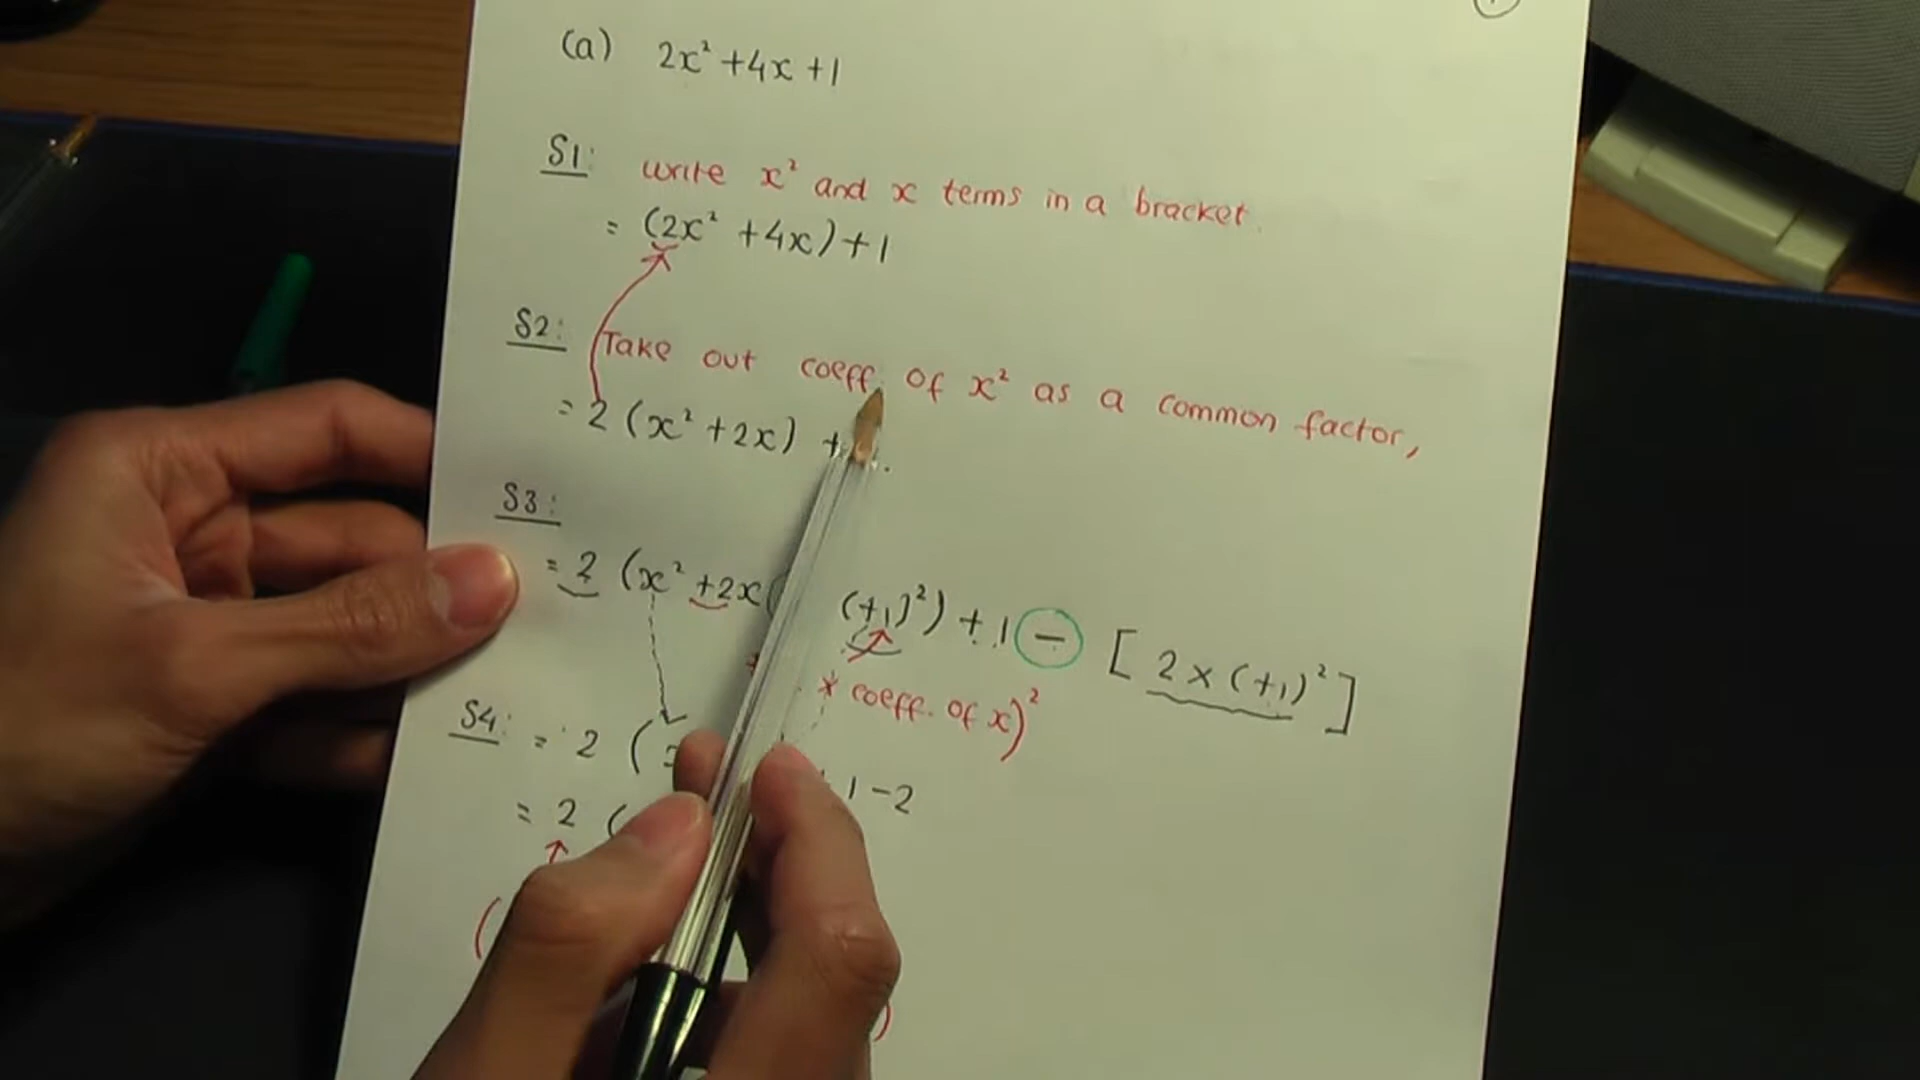 (a) 2x² +4x +1
S1: write x² and x terms in a bracket.
= (2x² +4x) +1
S2: Take out coeff. of x² as a common factor,
= 2 (x² +2x) +
S3:
= 2 (x² +2x (+1)²) + 1 - [2 × (+1)²]
* coeff. of x)²
S4: = 2 (
1 - 2
= 2 (
(
)